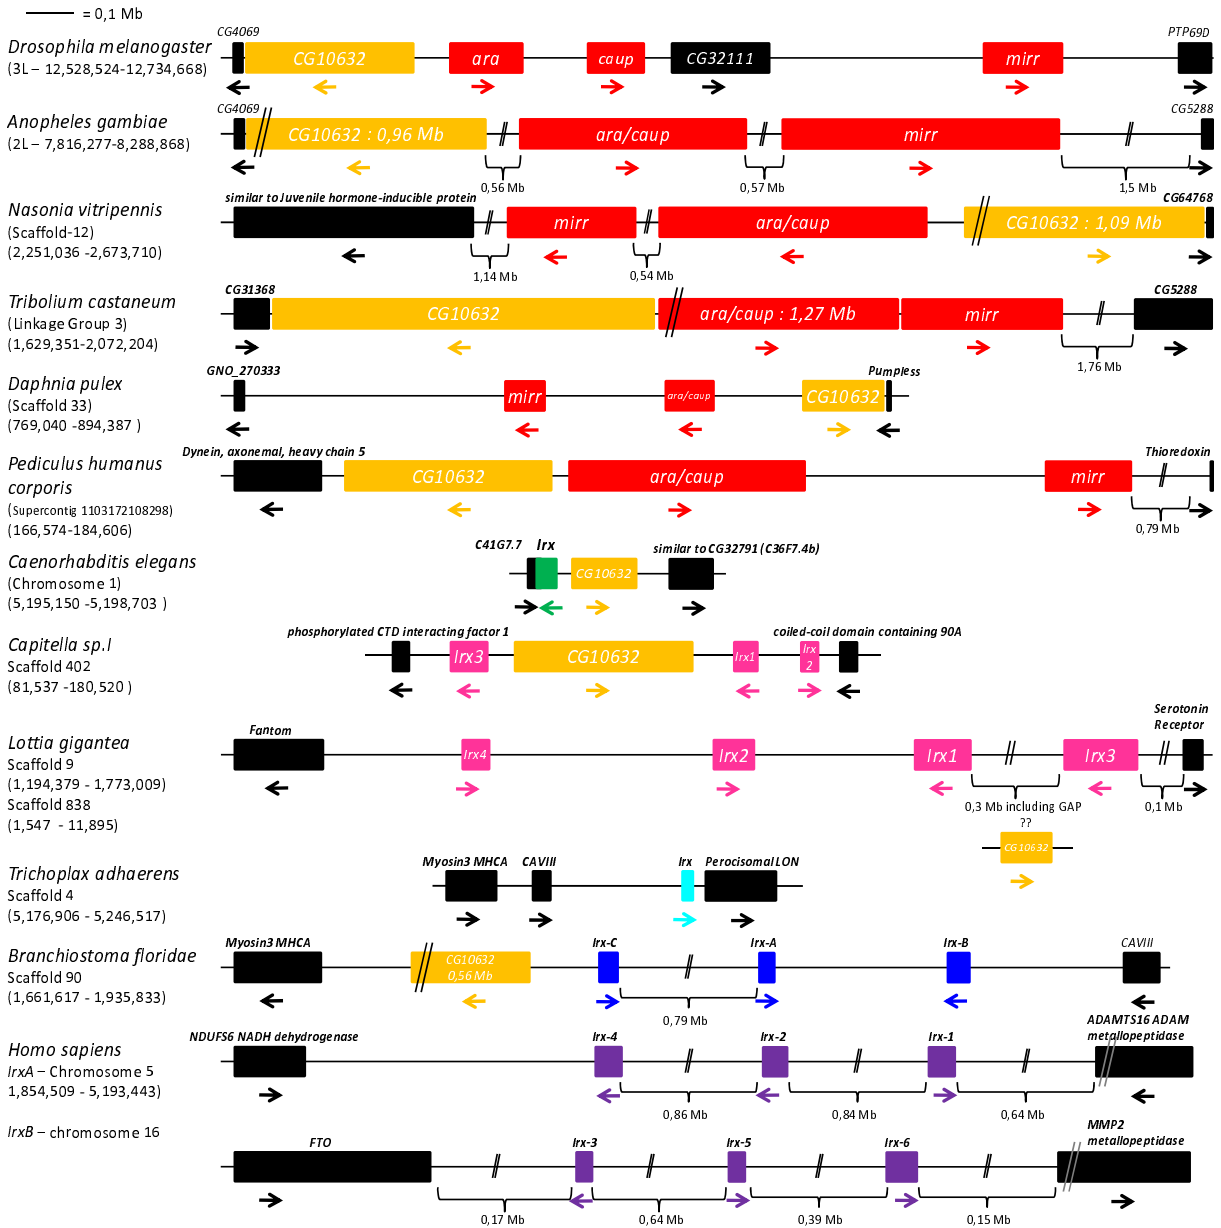 = 0,1 Mb
Drosophila melanogaster
(3L – 12,528,524-12,734,668)
CG4069
CG10632
ara
caup
CG32111
mirr
PTP69D
Anopheles gambiae
(2L – 7,816,277-8,288,868)
CG4069
CG10632 : 0,96 Mb
ara/caup
mirr
CG5288
0,56 Mb
0,57 Mb
1,5 Mb
Nasonia vitripennis
(Scaffold-12)
(2,251,036 -2,673,710)
similar to Juvenile hormone-inducible protein
mirr
ara/caup
CG10632 : 1,09 Mb
CG64768
1,14 Mb
0,54 Mb
Tribolium castaneum
(Linkage Group 3)
(1,629,351-2,072,204)
CG31368
CG10632
ara/caup : 1,27 Mb
mirr
CG5288
1,76 Mb
Daphnia pulex
(Scaffold 33)
(769,040 -894,387 )
GNO_270333
mirr
ara/caup
CG10632
Pumpless
Pediculus humanus
corporis
(Supercontig 1103172108298)
(166,574-184,606)
Dynein, axonemal, heavy chain 5
CG10632
ara/caup
mirr
Thioredoxin
0,79 Mb
Caenorhabditis elegans
(Chromosome 1)
(5,195,150 -5,198,703 )
C41G7.7
Irx
CG10632
similar to CG32791 (C36F7.4b)
Capitella sp.I
Scaffold 402
(81,537 -180,520 )
phosphorylated CTD interacting factor 1
Irx3
CG10632
Irx1
Irx
2
coiled-coil domain containing 90A
Lottia gigantea
Scaffold 9
(1,194,379 - 1,773,009)
Scaffold 838
(1,547 - 11,895)
Fantom
Irx4
Irx2
Irx1
Irx3
Serotonin
Receptor
0,3 Mb including GAP
??
0,1 Mb
CG10632
Trichoplax adhaerens
Scaffold 4
(5,176,906 - 5,246,517)
Myosin3 MHCA
CAVIII
Irx
Perocisomal LON
Branchiostoma floridae
Scaffold 90
(1,661,617 - 1,935,833)
Myosin3 MHCA
CG10632
0,56 Mb
Irx-C
Irx-A
Irx-B
CAVIII
0,79 Mb
Homo sapiens
IrxA – Chromosome 5
1,854,509 - 5,193,443)
NDUFS6 NADH dehydrogenase
Irx-4
Irx-2
Irx-1
ADAMTS16 ADAM
metallopeptidase
0,86 Mb
0,84 Mb
0,64 Mb
IrxB – chromosome 16
FTO
Irx-3
Irx-5
Irx-6
MMP2
metallopeptidase
0,17 Mb
0,64 Mb
0,39 Mb
0,15 Mb